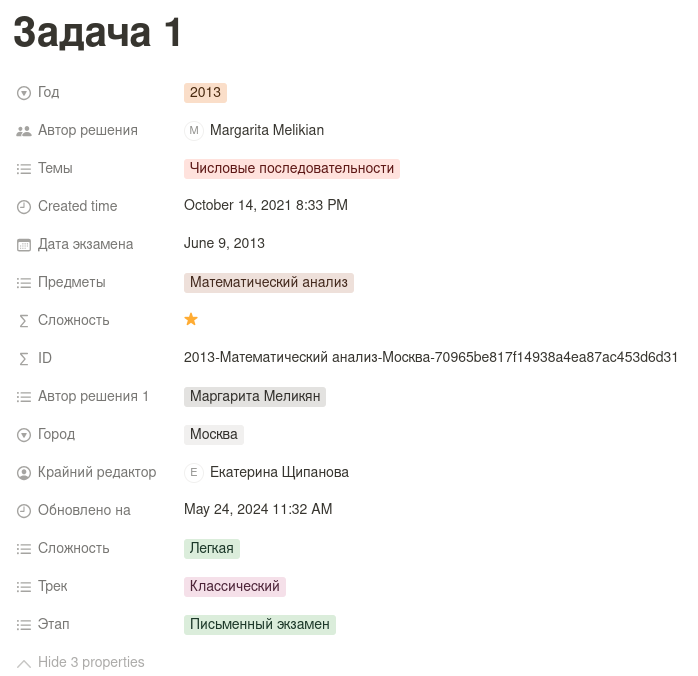 Задача 1
Год 2013
Автор решения M Margarita Melikian
Темы Числовые последовательности
Created time October 14, 2021 8:33 PM
Дата экзамена June 9, 2013
Предметы Математический анализ
Сложность
ID 2013-Математический анализ-Москва-70965be817f14938a4ea87ac453d6d31
Автор решения 1 Маргарита Меликян
Город Москва
Крайний редактор E Екатерина Щипанова
Обновлено на May 24, 2024 11:32 AM
Сложность Легкая
Трек Классический
Этап Письменный экзамен
Hide 3 properties